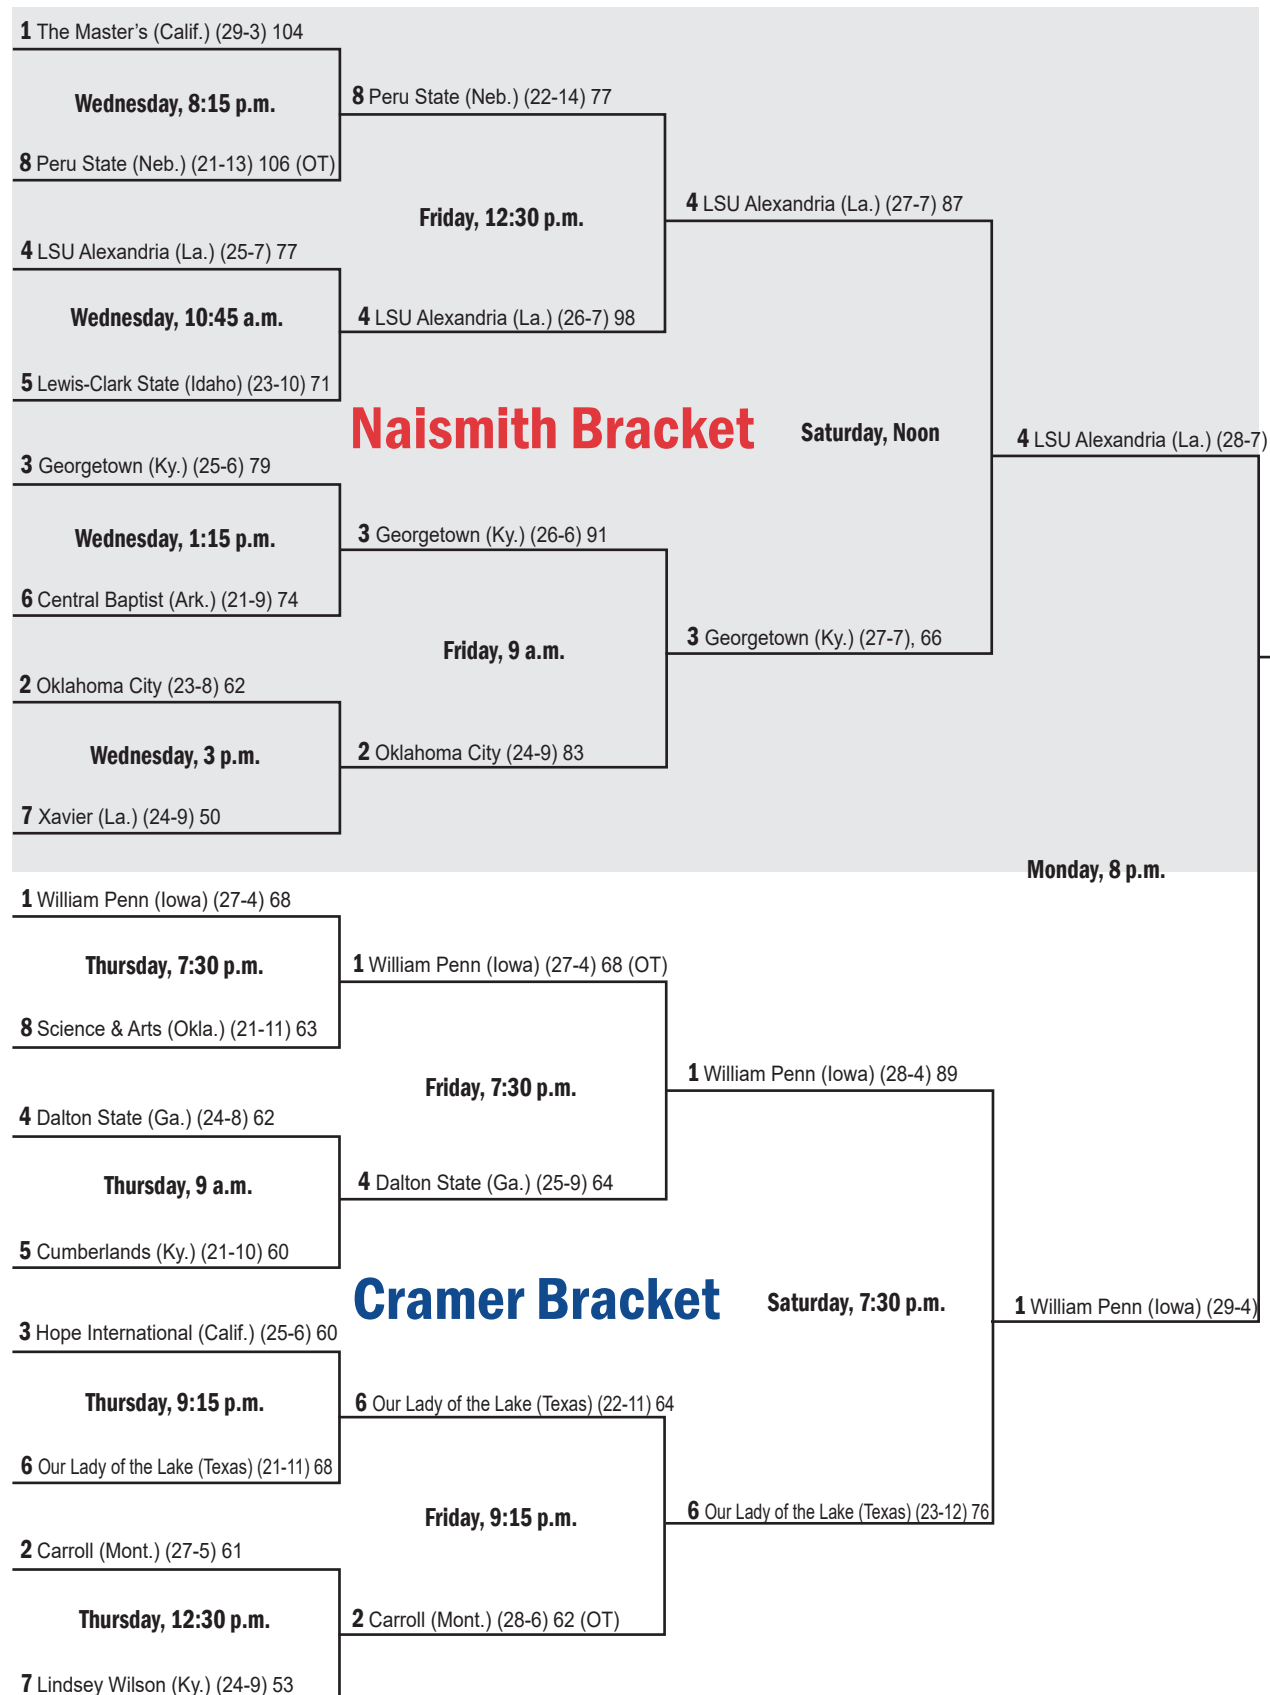 1 The Master’s (Calif.) (29-3) 104
Wednesday, 8:15 p.m.
8 Peru State (Neb.) (22-14) 77
8 Peru State (Neb.) (21-13) 106 (OT)
Friday, 12:30 p.m.
4 LSU Alexandria (La.) (27-7) 87
4 LSU Alexandria (La.) (25-7) 77
Wednesday, 10:45 a.m.
4 LSU Alexandria (La.) (26-7) 98
5 Lewis-Clark State (Idaho) (23-10) 71
Naismith Bracket
Saturday, Noon
4 LSU Alexandria (La.) (28-7)
3 Georgetown (Ky.) (25-6) 79
Wednesday, 1:15 p.m.
3 Georgetown (Ky.) (26-6) 91
6 Central Baptist (Ark.) (21-9) 74
Friday, 9 a.m.
3 Georgetown (Ky.) (27-7), 66
2 Oklahoma City (23-8) 62
Wednesday, 3 p.m.
2 Oklahoma City (24-9) 83
7 Xavier (La.) (24-9) 50
Monday, 8 p.m.
1 William Penn (Iowa) (27-4) 68
Thursday, 7:30 p.m.
1 William Penn (Iowa) (27-4) 68 (OT)
8 Science & Arts (Okla.) (21-11) 63
Friday, 7:30 p.m.
1 William Penn (Iowa) (28-4) 89
4 Dalton State (Ga.) (24-8) 62
Thursday, 9 a.m.
4 Dalton State (Ga.) (25-9) 64
5 Cumberlands (Ky.) (21-10) 60
Cramer Bracket
Saturday, 7:30 p.m.
1 William Penn (Iowa) (29-4)
3 Hope International (Calif.) (25-6) 60
Thursday, 9:15 p.m.
6 Our Lady of the Lake (Texas) (22-11) 64
6 Our Lady of the Lake (Texas) (21-11) 68
Friday, 9:15 p.m.
6 Our Lady of the Lake (Texas) (23-12) 76
2 Carroll (Mont.) (27-5) 61
Thursday, 12:30 p.m.
2 Carroll (Mont.) (28-6) 62 (OT)
7 Lindsey Wilson (Ky.) (24-9) 53